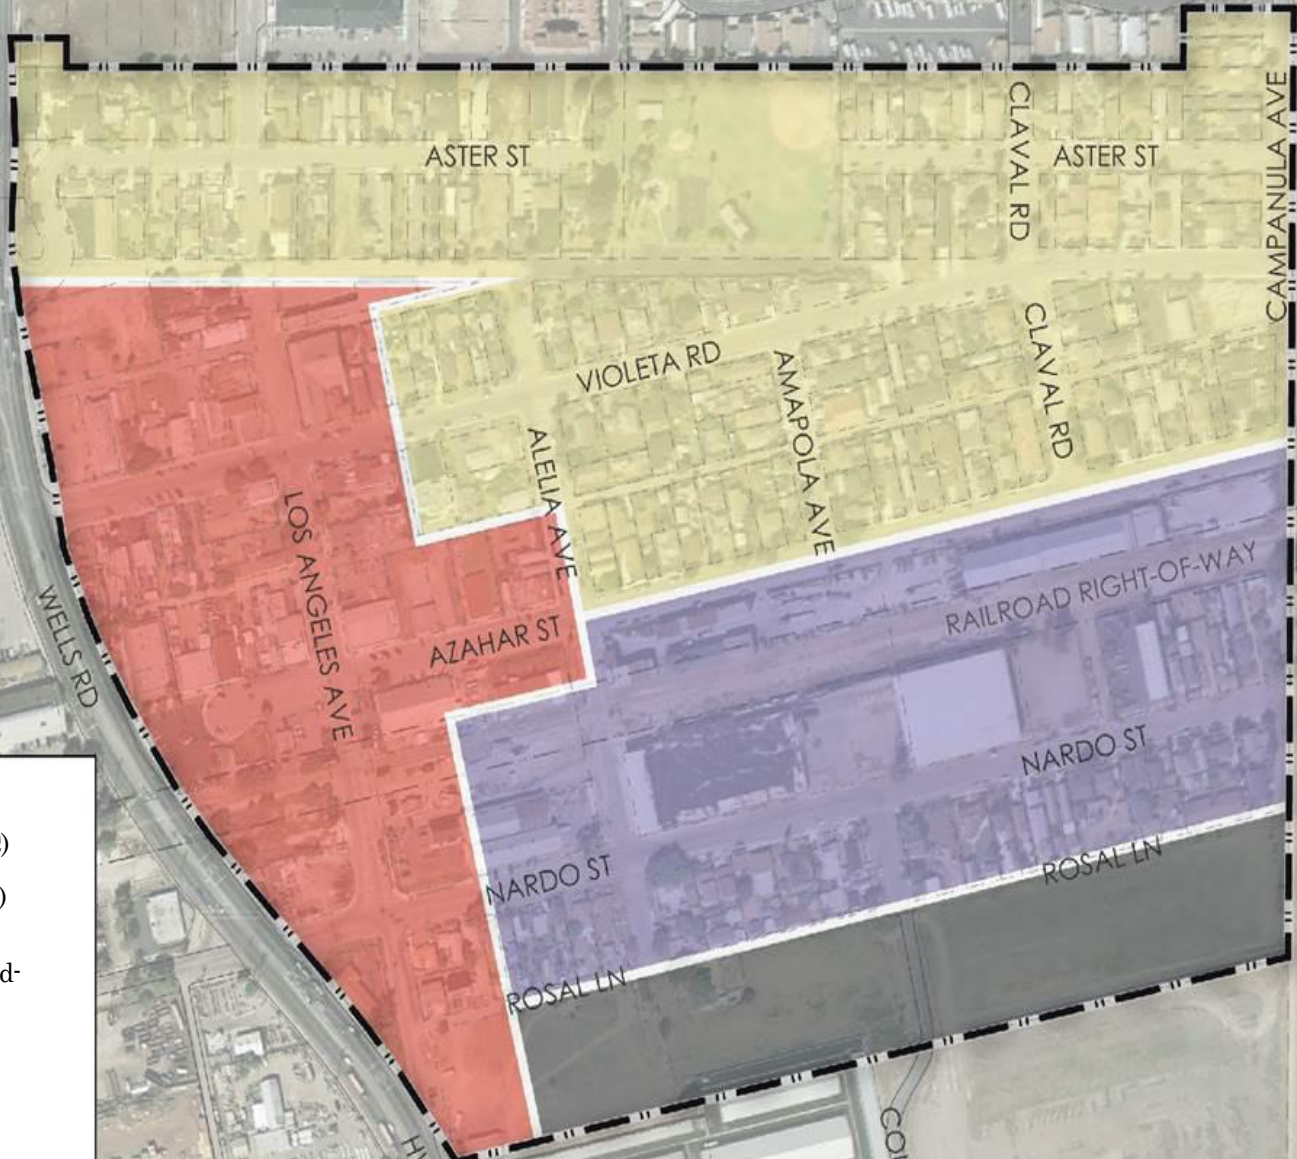 CLAVAL RD
CAMPANULA AVE
ASTER ST
ASTER ST
VIOLETA RD
AMAPOLA AVE
CLAVAL RD
ALELIA AVE
LOS ANGELES AVE
RAILROAD RIGHT-OF-WAY
WELLS RD
AZAHAR ST
NARDO ST
NARDO ST
ROSAL LN
ROSAL LN
)
)
d-